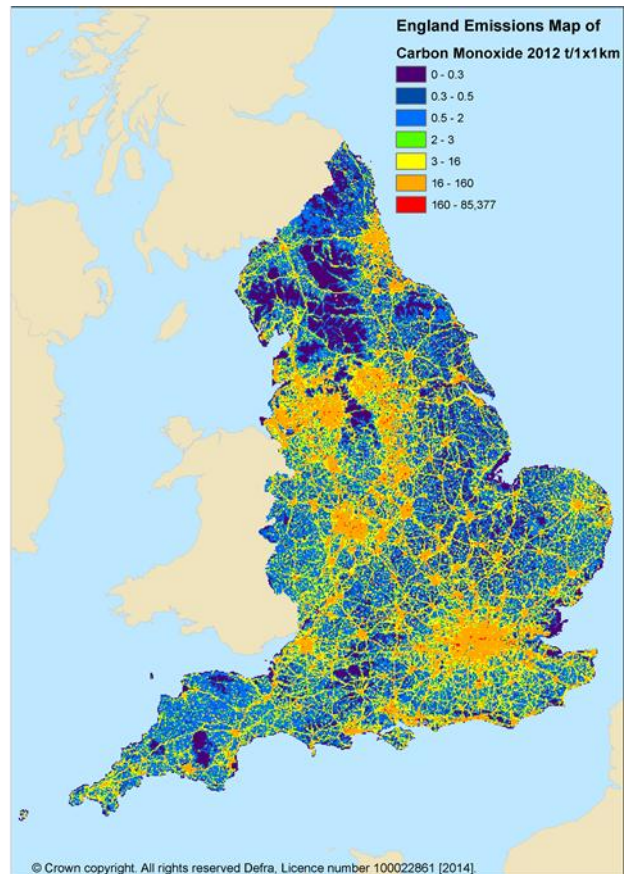 England Emissions Map of
Carbon Monoxide 2012 t/1x1km
0 - 0.3
0.3 - 0.5
0.5 - 2
2 - 3
3 - 16
16 - 160
160 - 85,377
© Crown copyright. All rights reserved Defra, Licence number 100022861 [2014].